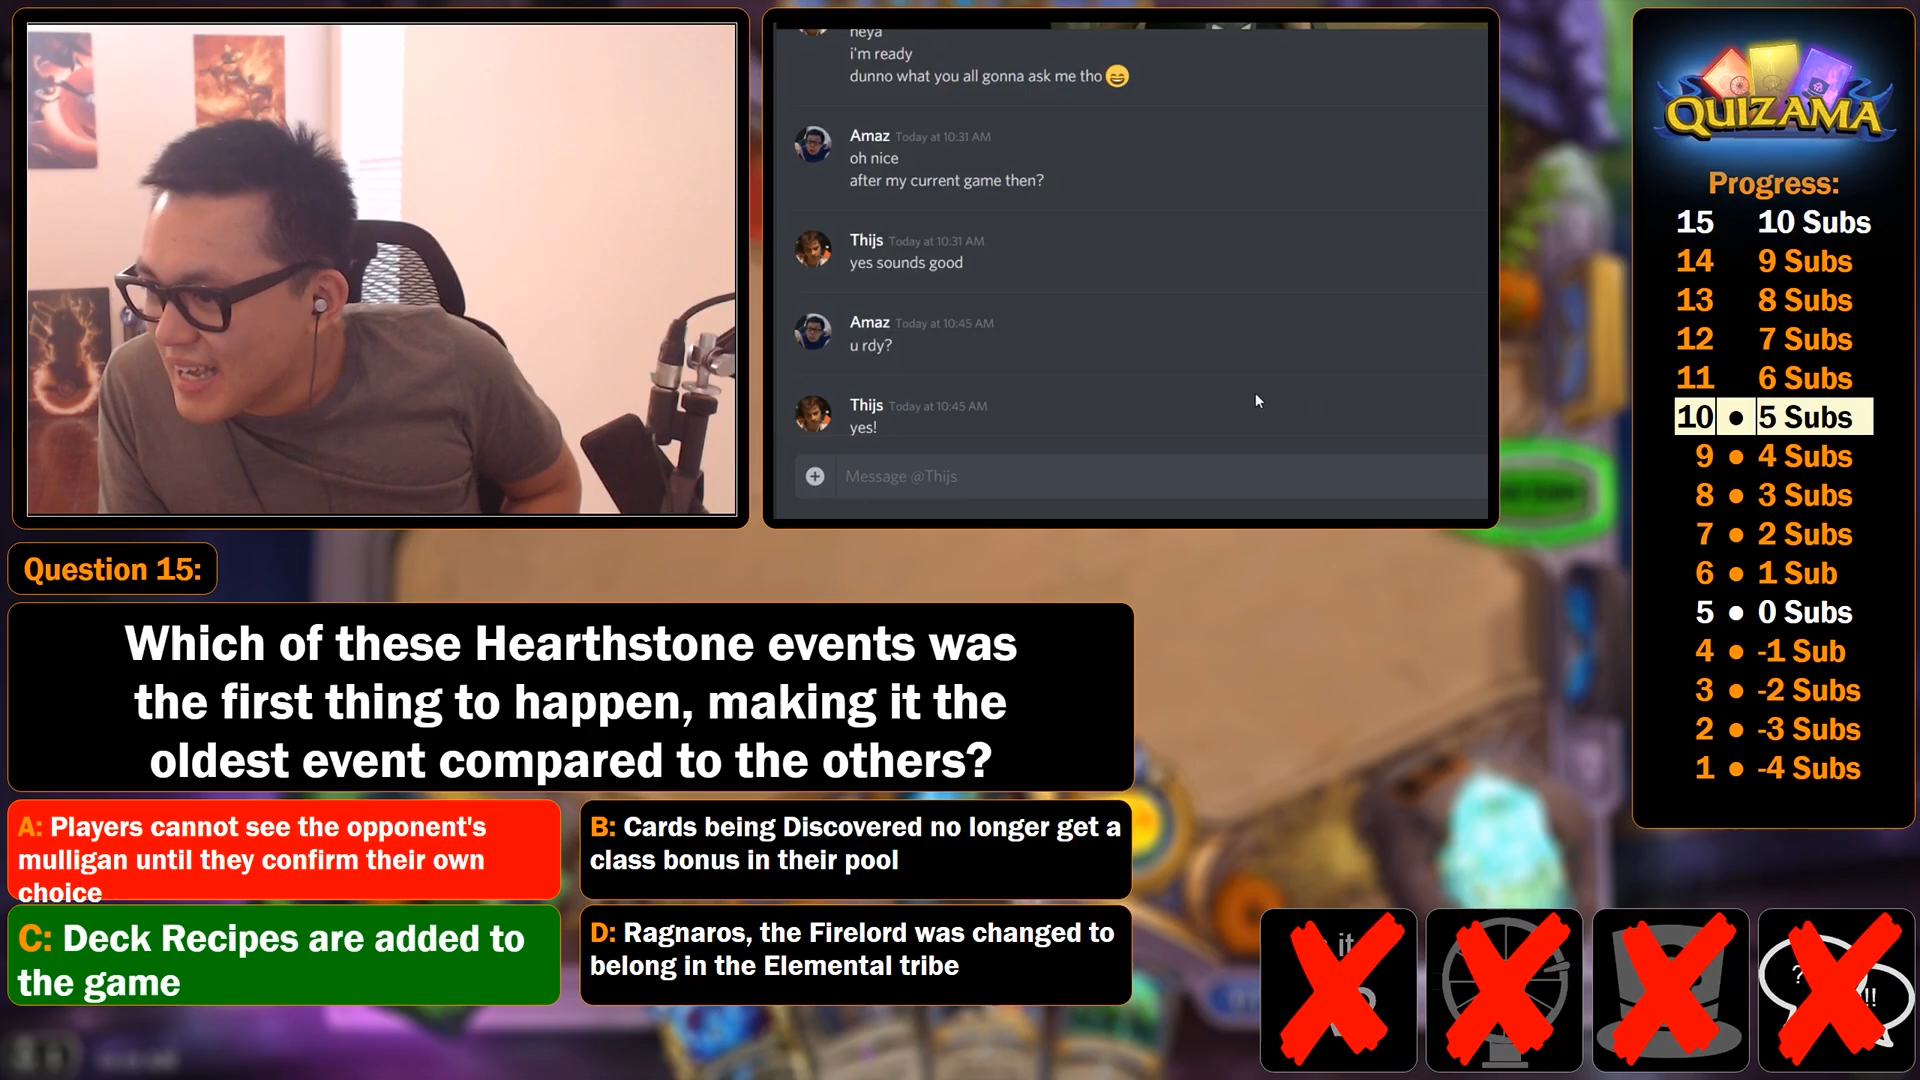 heya
i'm ready
dunno what you all gonna ask me tho
Amaz Today at 10:31 AM
oh nice
after my current game then?
Thijs Today at 10:31 AM
yes sounds good
Amaz Today at 10:45 AM
u rdy?
Thijs Today at 10:45 AM
yes!
Message @Thijs
QUIZAMA
Progress:
15 10 Subs
14 9 Subs
13 8 Subs
12 7 Subs
11 6 Subs
10 • 5 Subs
9 • 4 Subs
8 • 3 Subs
7 • 2 Subs
6 • 1 Sub
5 • 0 Subs
4 • -1 Sub
3 • -2 Subs
2 • -3 Subs
1 • -4 Subs
Question 15:
Which of these Hearthstone events was
the first thing to happen, making it the
oldest event compared to the others?
A: Players cannot see the opponent's
mulligan until they confirm their own
choice
B: Cards being Discovered no longer get a
class bonus in their pool
C: Deck Recipes are added to
the game
D: Ragnaros, the Firelord was changed to
belong in the Elemental tribe
it
?
!!